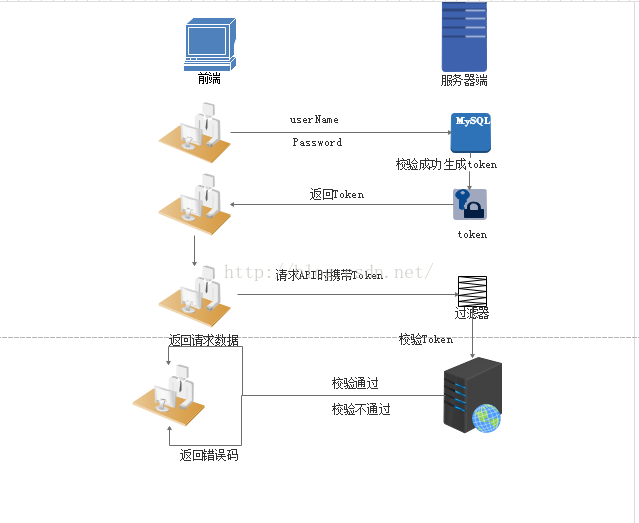 前端
服务器端
userName
Password
MySQL
校验成功生成token
返回Token
token
请求API时携带Token
过滤器
返回请求数据
校验Token
校验通过
校验不通过
返回错误码